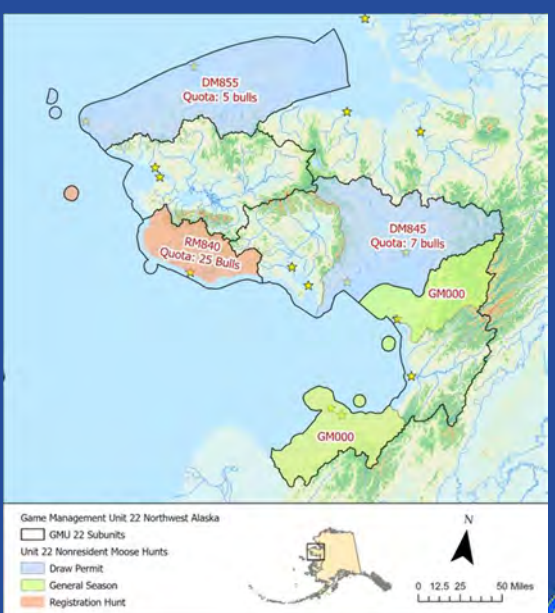 DM855
Quota: 5 bulls
DM845
Quota: 7 bulls
RM840
Quota: 25 Bulls
GM000
GM000
Game Management Unit 22 Northwest Alaska
GMU 22 Subunits
Unit 22 Nonresident Moose Hunts
Draw Permit
General Season
Registration Hunt
N
0 12.5 25 50 Miles